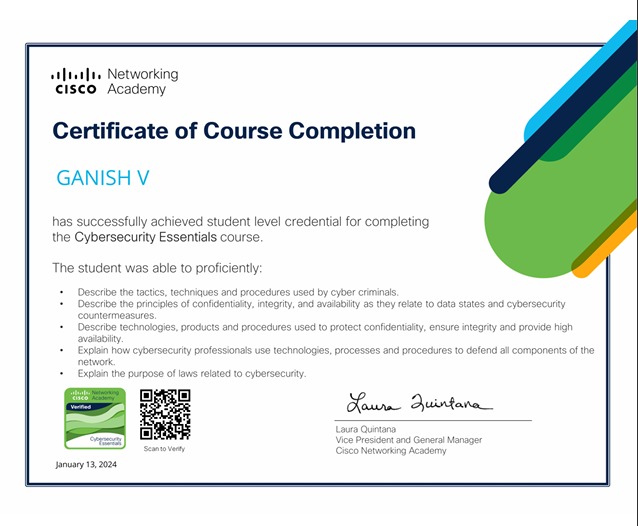 Networking
CISCO Academy
Certificate of Course Completion
GANISH V
has successfully achieved student level credential for completing
the Cybersecurity Essentials course.
The student was able to proficiently:
• Describe the tactics, techniques and procedures used by cyber criminals.
• Describe the principles of confidentiality, integrity, and availability as they relate to data states and cybersecurity
countermeasures.
• Describe technologies, products and procedures used to protect confidentiality, ensure integrity and provide high
availability.
• Explain how cybersecurity professionals use technologies, processes and procedures to defend all components of the
network.
• Explain the purpose of laws related to cybersecurity.
Networking
CISCO Academy
Verified
Cybersecurity
Essentials
Scan to Verify
January 13, 2024
Laura Quintana
Laura Quintana
Vice President and General Manager
Cisco Networking Academy